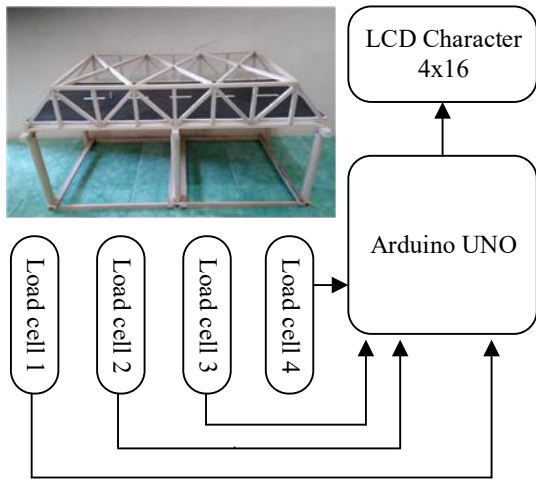 LCD Character
4x16
Arduino UNO
Load cell 1
Load cell 2
Load cell 3
Load cell 4